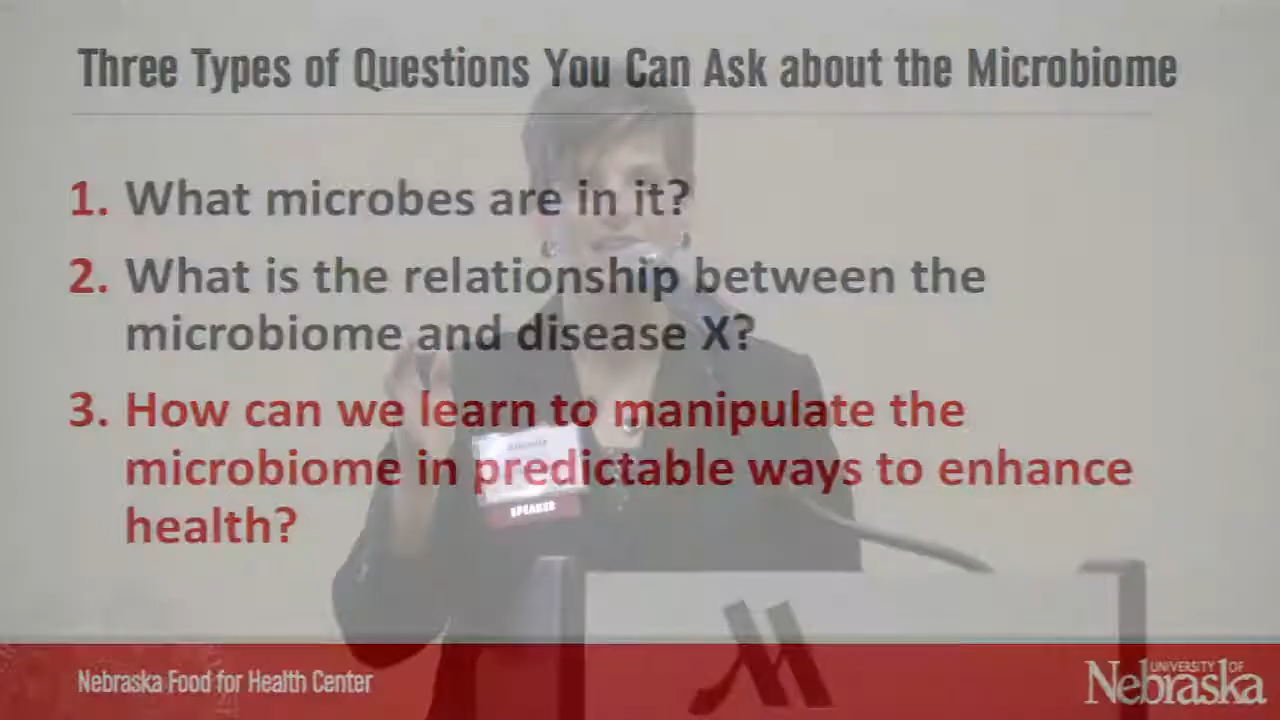 Three Types of Questions You Can Ask about the Microbiome
1. What microbes are in it?
2. What is the relationship between the
microbiome and disease X?
3. How can we learn to manipulate the
microbiome in predictable ways to enhance
health?
SPEAKER
Nebraska Food for Health Center
UNIVERSITY OF
Nebraska